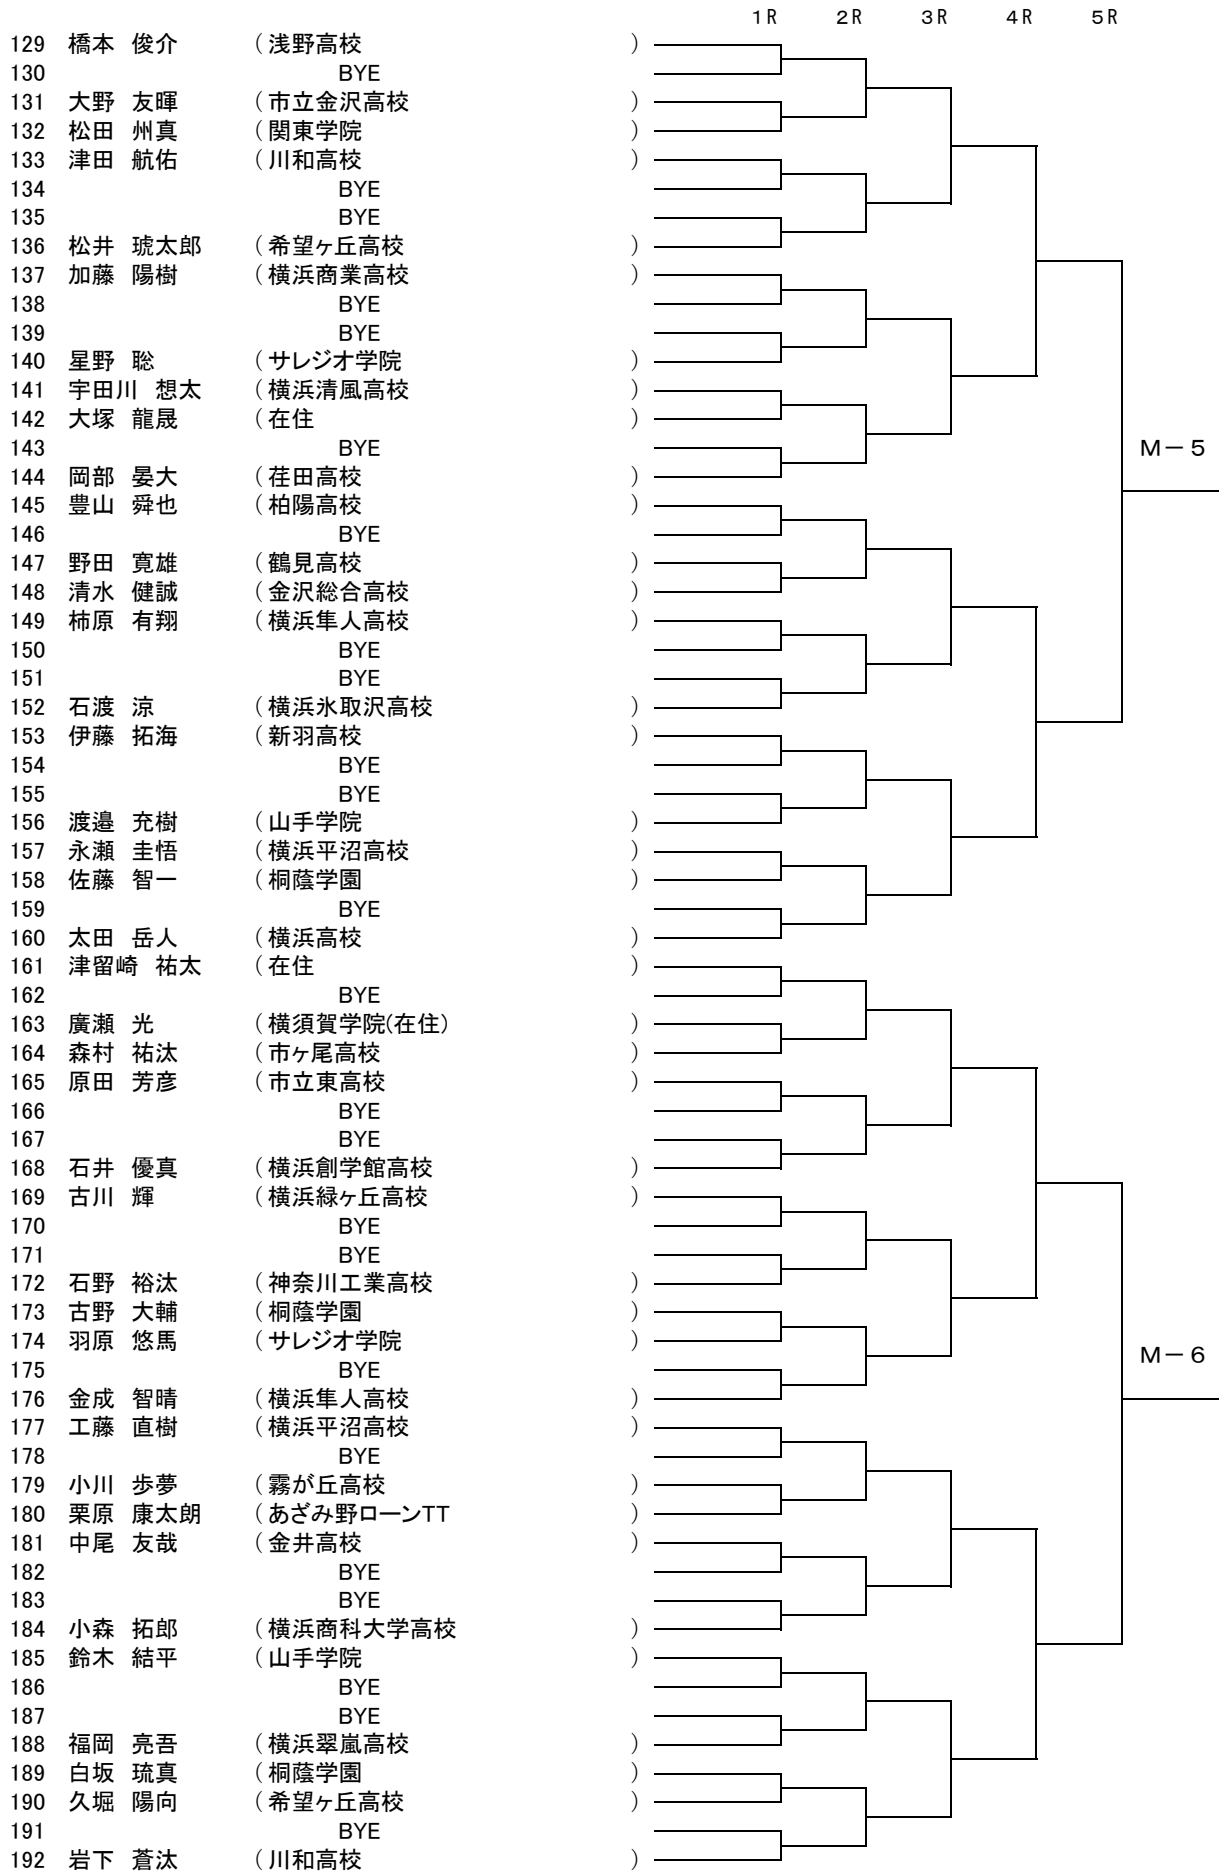 １Ｒ ２Ｒ ３Ｒ ４Ｒ ５Ｒ
129 橋本 俊介 （浅野高校 ）
130 BYE
131 大野 友暉 （市立金沢高校 ）
132 松田 州真 （関東学院 ）
133 津田 航佑 （川和高校 ）
134 BYE
135 BYE
136 松井 琥太郎 （希望ヶ丘高校 ）
137 加藤 陽樹 （横浜商業高校 ）
138 BYE
139 BYE
140 星野 聡 （サレジオ学院 ）
141 宇田川 想太 （横浜清風高校 ）
142 大塚 龍晟 （在住 ）
143 BYE Ｍ－５
144 岡部 晏大 （荏田高校 ）
145 豊山 舜也 （柏陽高校 ）
146 BYE
147 野田 寛雄 （鶴見高校 ）
148 清水 健誠 （金沢総合高校 ）
149 柿原 有翔 （横浜隼人高校 ）
150 BYE
151 BYE
152 石渡 涼 （横浜氷取沢高校 ）
153 伊藤 拓海 （新羽高校 ）
154 BYE
155 BYE
156 渡邉 充樹 （山手学院 ）
157 永瀬 圭悟 （横浜平沼高校 ）
158 佐藤 智一 （桐蔭学園 ）
159 BYE
160 太田 岳人 （横浜高校 ）
161 津留崎 祐太 （在住 ）
162 BYE
163 廣瀬 光 （横須賀学院(在住) ）
164 森村 祐汰 （市ヶ尾高校 ）
165 原田 芳彦 （市立東高校 ）
166 BYE
167 BYE
168 石井 優真 （横浜創学館高校 ）
169 古川 輝 （横浜緑ヶ丘高校 ）
170 BYE
171 BYE
172 石野 裕汰 （神奈川工業高校 ）
173 古野 大輔 （桐蔭学園 ）
174 羽原 悠馬 （サレジオ学院 ）
175 BYE Ｍ－６
176 金成 智晴 （横浜隼人高校 ）
177 工藤 直樹 （横浜平沼高校 ）
178 BYE
179 小川 歩夢 （霧が丘高校 ）
180 栗原 康太朗 （あざみ野ローンTT ）
181 中尾 友哉 （金井高校 ）
182 BYE
183 BYE
184 小森 拓郎 （横浜商科大学高校 ）
185 鈴木 結平 （山手学院 ）
186 BYE
187 BYE
188 福岡 亮吾 （横浜翠嵐高校 ）
189 白坂 琉真 （桐蔭学園 ）
190 久堀 陽向 （希望ヶ丘高校 ）
191 BYE
192 岩下 蒼汰 （川和高校 ）